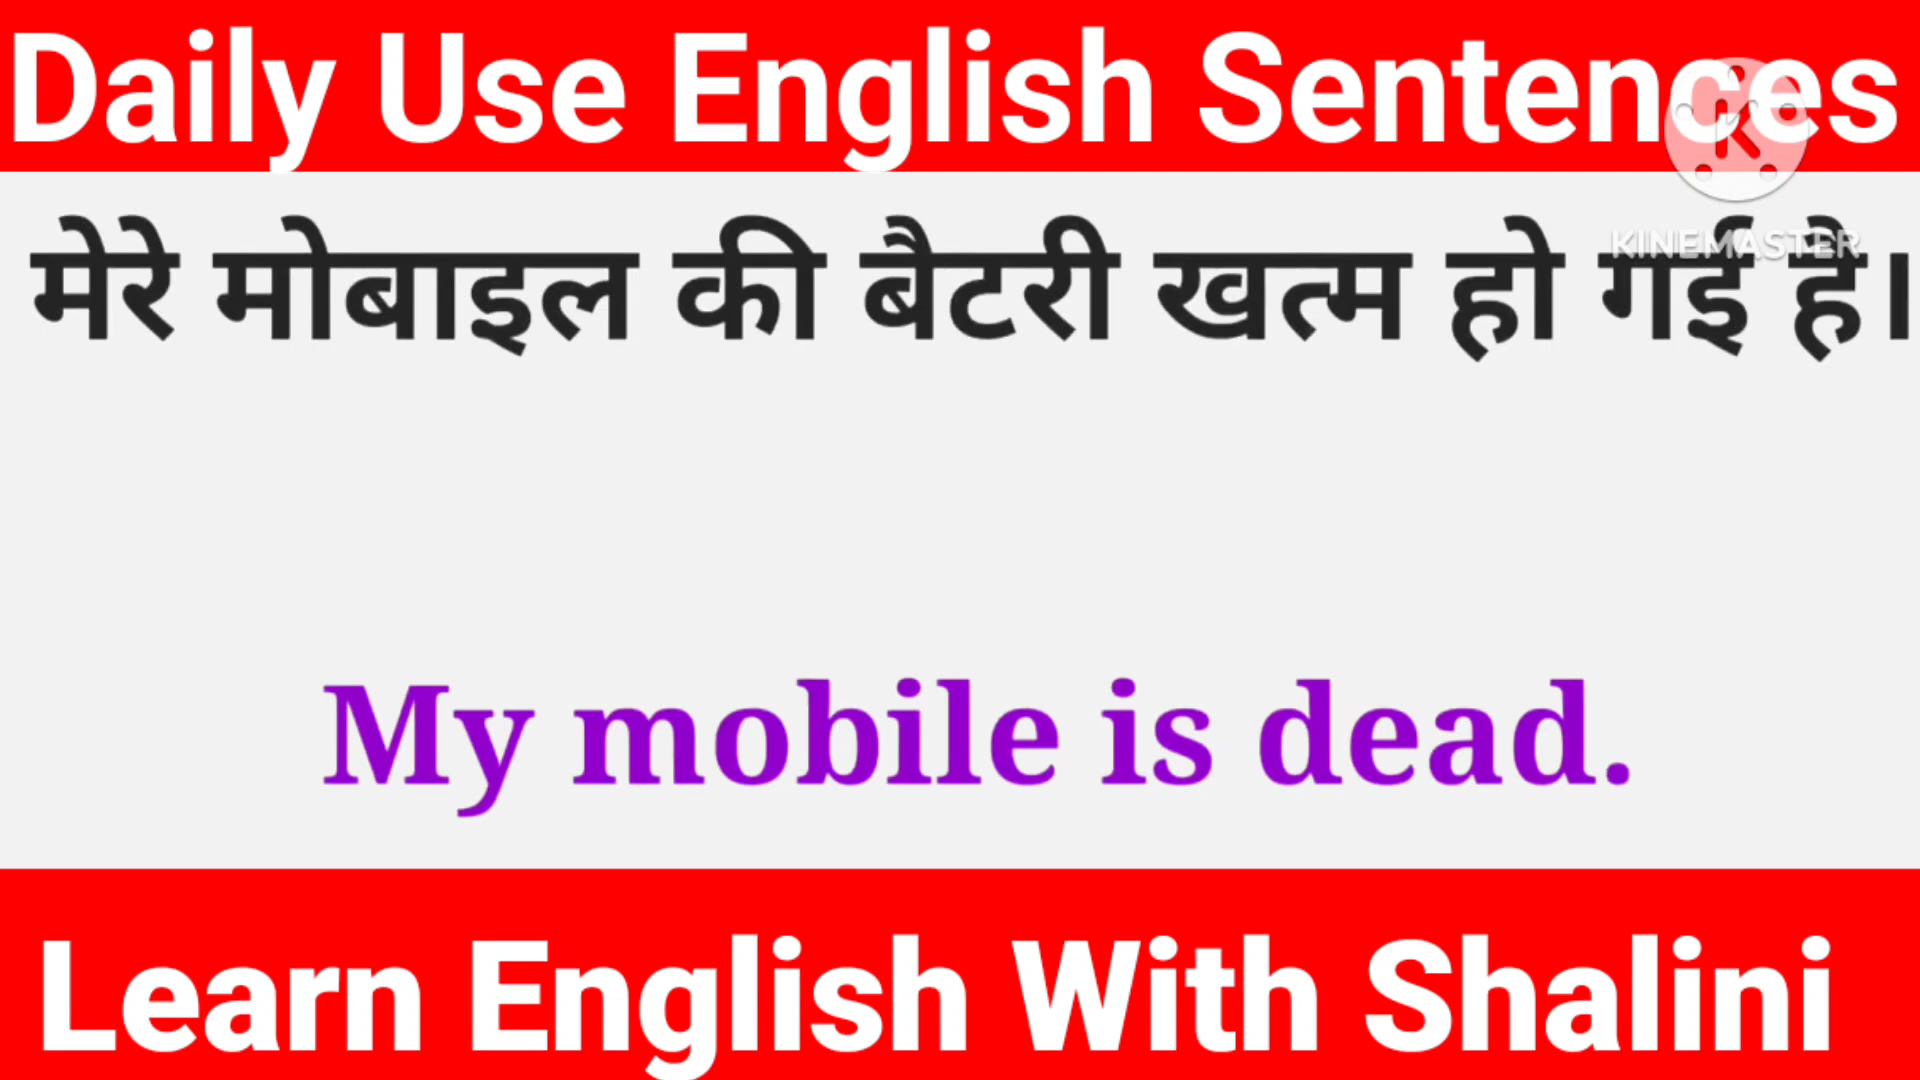 Daily Use English Sentences
KINEMASTER
मेरे मोबाइल की बैटरी खत्म हो गई है।
My mobile is dead.
Learn English With Shalini